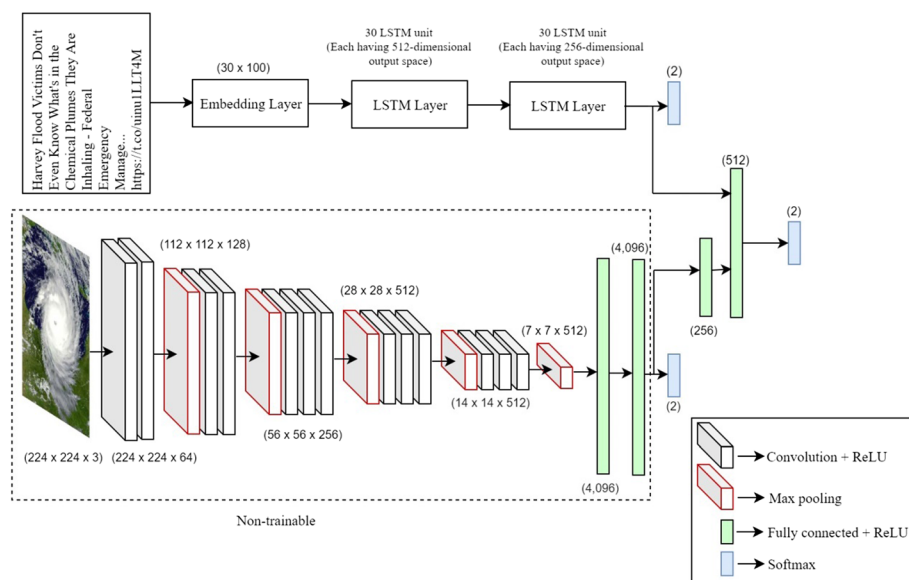 Harvey Flood Victims Don't
Even Know What's in the
Chemical Plumes They Are
Inhaling - Federal
Emergency
Manage...
https://t.co/uinu1LLT4M
(30 x 100)
Embedding Layer
30 LSTM unit
(Each having 512-dimensional
output space)
LSTM Layer
30 LSTM unit
(Each having 256-dimensional
output space)
LSTM Layer
(2)
(512)
(2)
(224 x 224 x 3)
(224 x 224 x 64)
(112 x 112 x 128)
(56 x 56 x 256)
(28 x 28 x 512)
(14 x 14 x 512)
(7 x 7 x 512)
(4,096)
(4,096)
(256)
(2)
Non-trainable
Convolution + ReLU
Max pooling
Fully connected + ReLU
Softmax